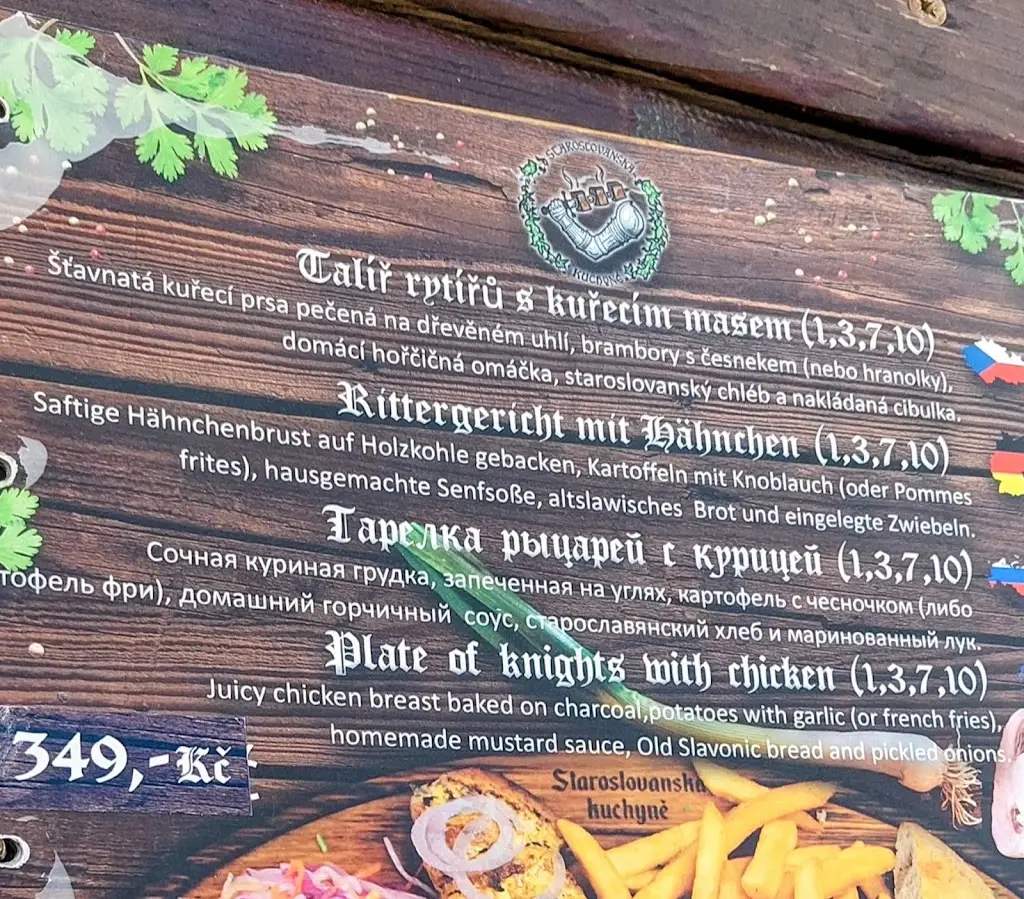 STAROSLOVANSKÁ
KUCHYNĚ
Talíř rytířů s kuřecím masem (1,3,7,10)
Šťavnatá kuřecí prsa pečená na dřevěném uhlí, brambory s česnekem (nebo hranolky),
domácí hořčičná omáčka, staroslovanský chléb a nakládaná cibulka.
Rittergericht mit Hähnchen (1,3,7,10)
Saftige Hähnchenbrust auf Holzkohle gebacken, Kartoffeln mit Knoblauch (oder Pommes
frites), hausgemachte Senfsoße, altslawisches Brot und eingelegte Zwiebeln.
Тарелка рыцарей с курицей (1,3,7,10)
Сочная куриная грудка, запеченная на углях, картофель с чесночком (либо
тофель фри), домашний горчичный соус, старославянский хлеб и маринованный лук.
Plate of knights with chicken (1,3,7,10)
Juicy chicken breast baked on charcoal,potatoes with garlic (or french fries),
homemade mustard sauce, Old Slavonic bread and pickled onions.
349,-Kč
Staroslovanská
kuchyně